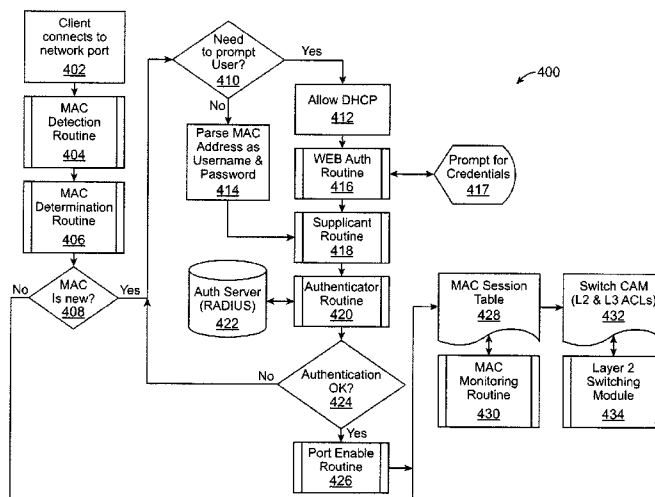 Client
connects to
network port
402
MAC
Detection
Routine
404
MAC
Determination
Routine
406
MAC
Is new?
408
No
Yes
Need
to prompt
User?
410
Yes
No
Parse MAC
Address as
Username &
Password
414
Allow DHCP
412
WEB Auth
Routine
416
Prompt for
Credentials
417
Supplicant
Routine
418
Auth Server
(RADIUS)
422
Authenticator
Routine
420
Authentication
OK?
424
No
Yes
Port Enable
Routine
426
MAC Session
Table
428
MAC
Monitoring
Routine
430
Switch CAM
(L2 & L3 ACLs)
432
Layer 2
Switching
Module
434
400